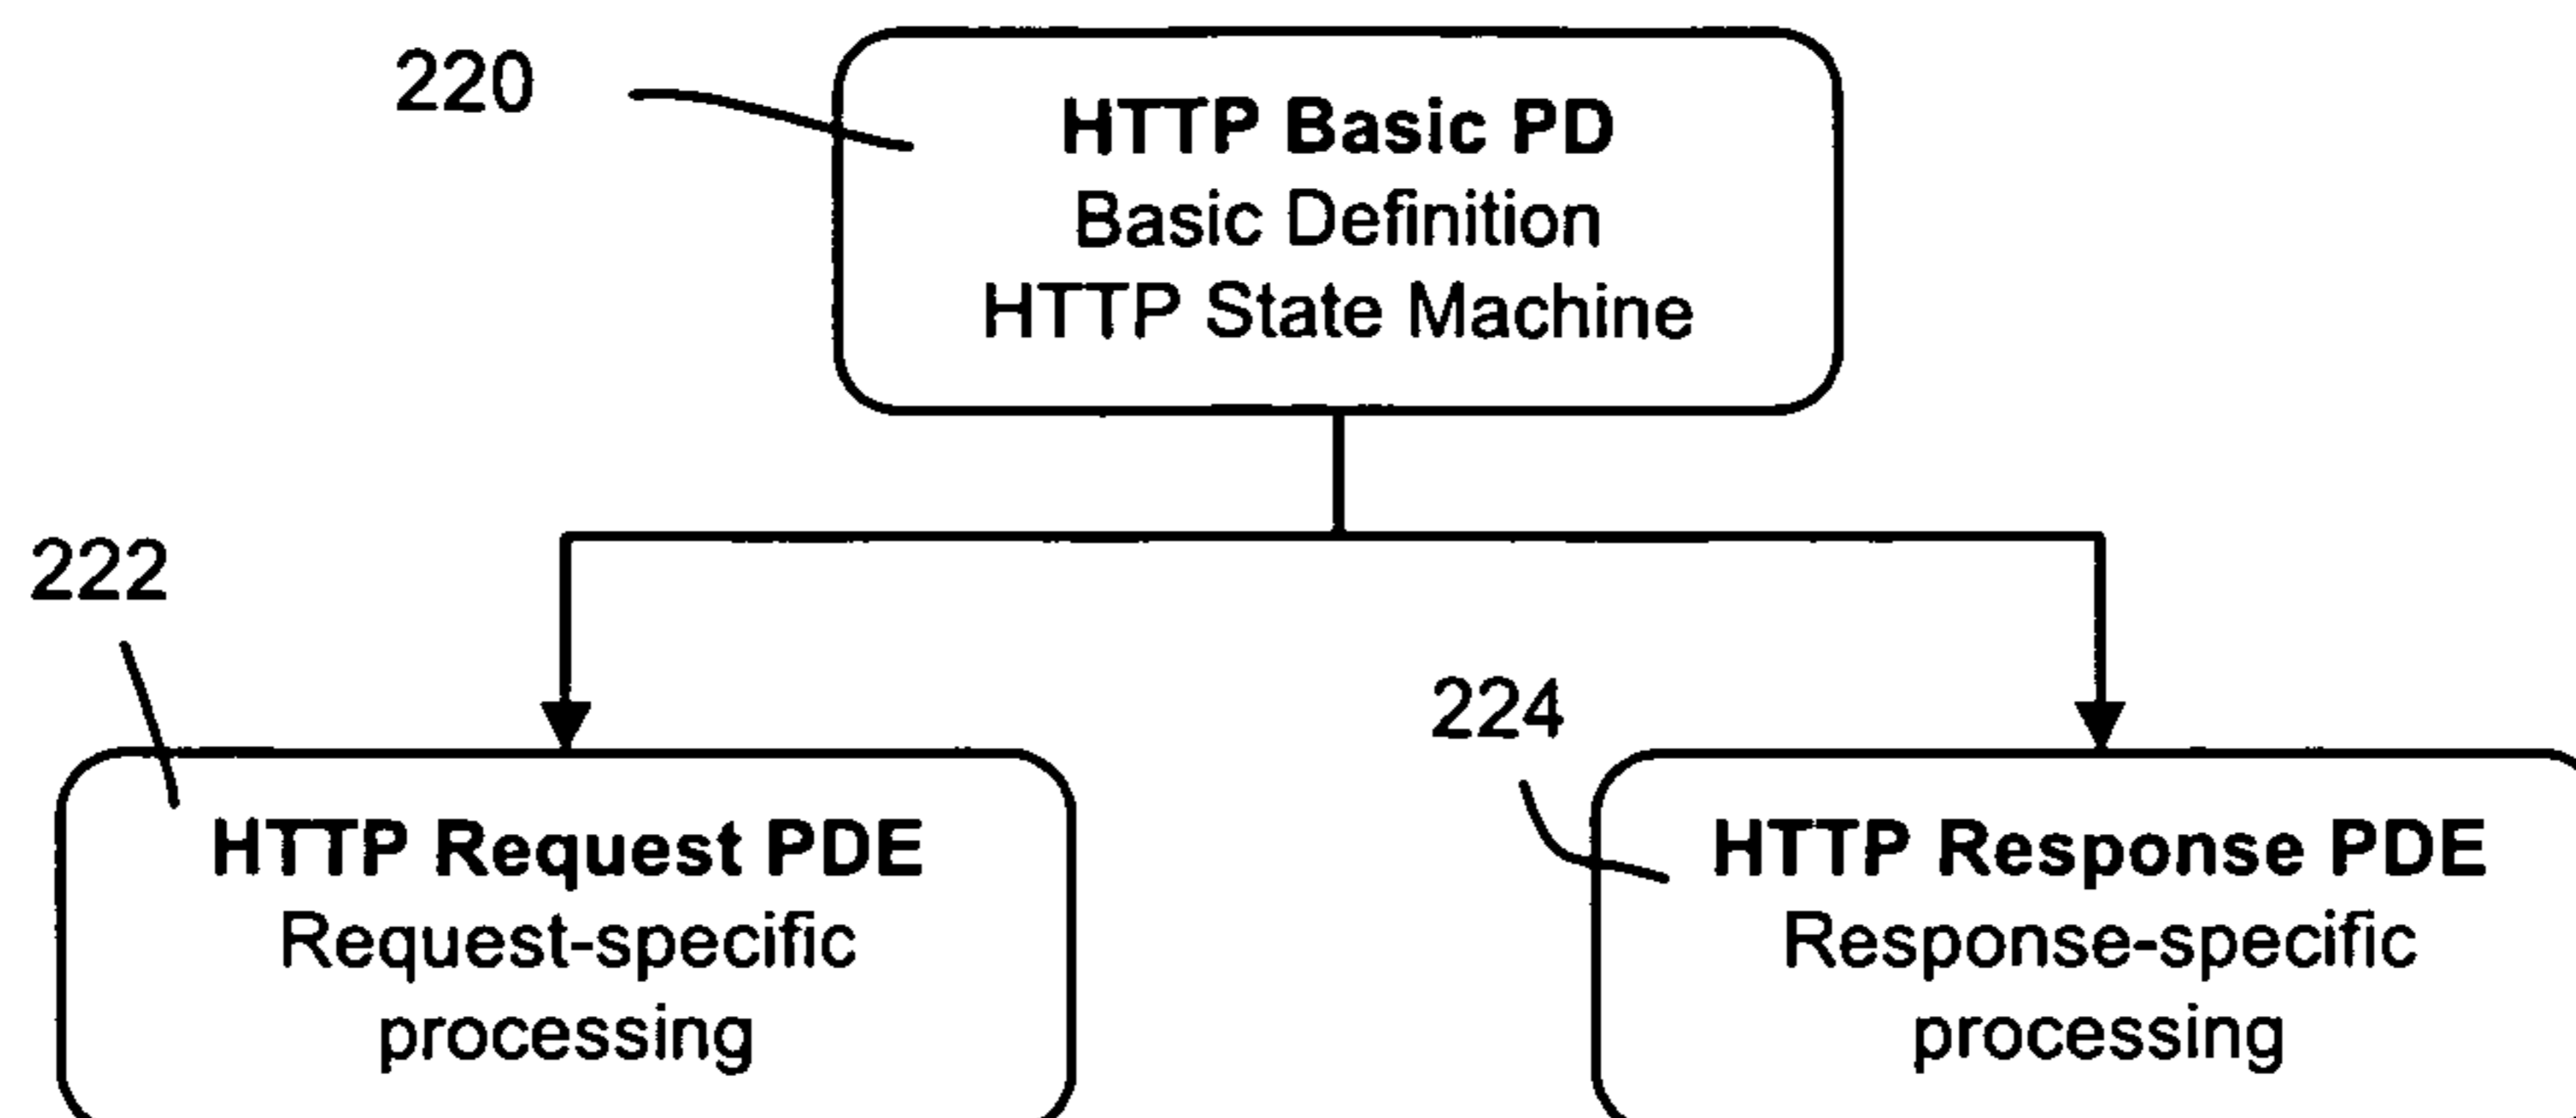 220
HTTP Basic PD
Basic Definition
HTTP State Machine
222
HTTP Request PDE
Request-specific
processing
224
HTTP Response PDE
Response-specific
processing